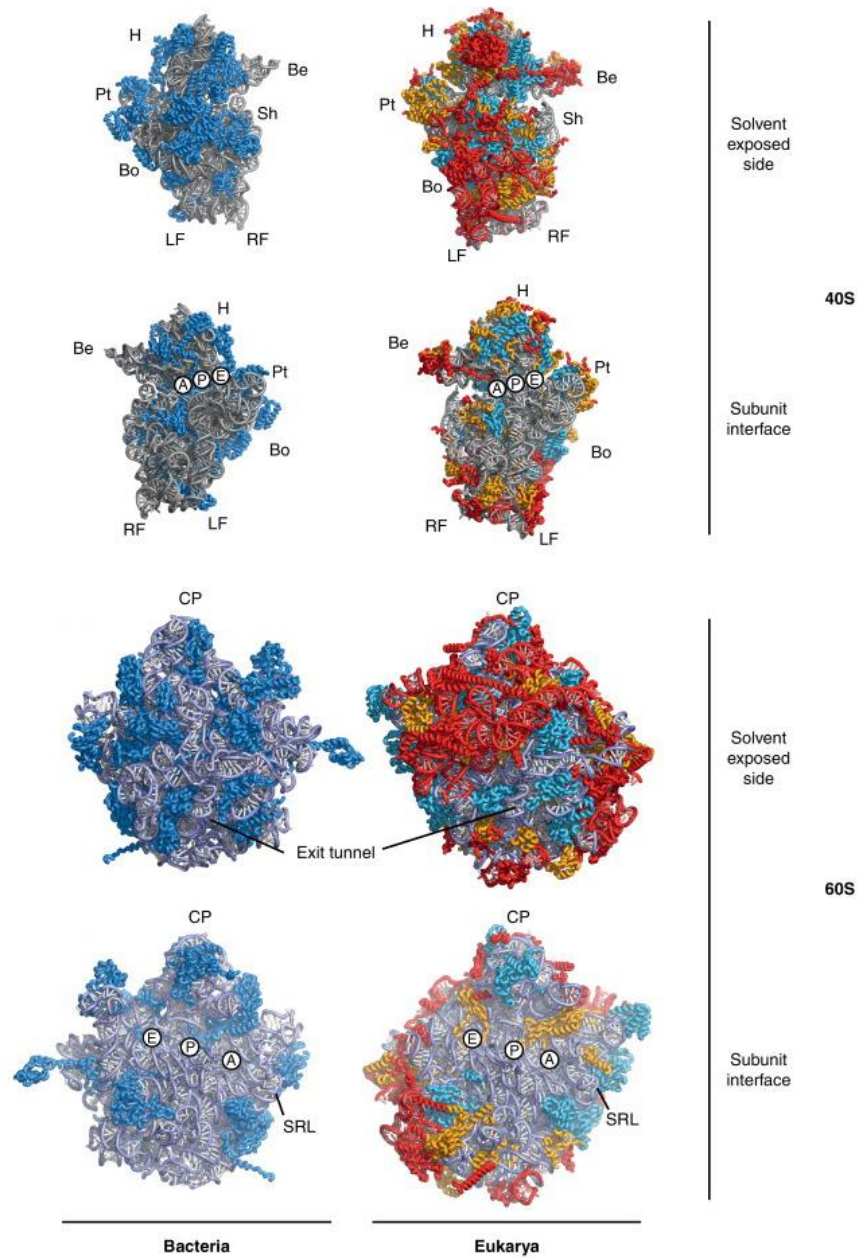 H
Be
Pt
Sh
Bo
LF
RF
H
Be
Pt
Sh
Bo
RF
LF
Solvent
exposed
side
40S
H
Be
Pt
A P E
Bo
RF
LF
H
Be
Pt
A P E
Bo
RF
LF
Subunit
interface
CP
CP
Exit tunnel
Solvent
exposed
side
60S
CP
E P A
SRL
CP
E P A
SRL
Subunit
interface
Bacteria
Eukarya